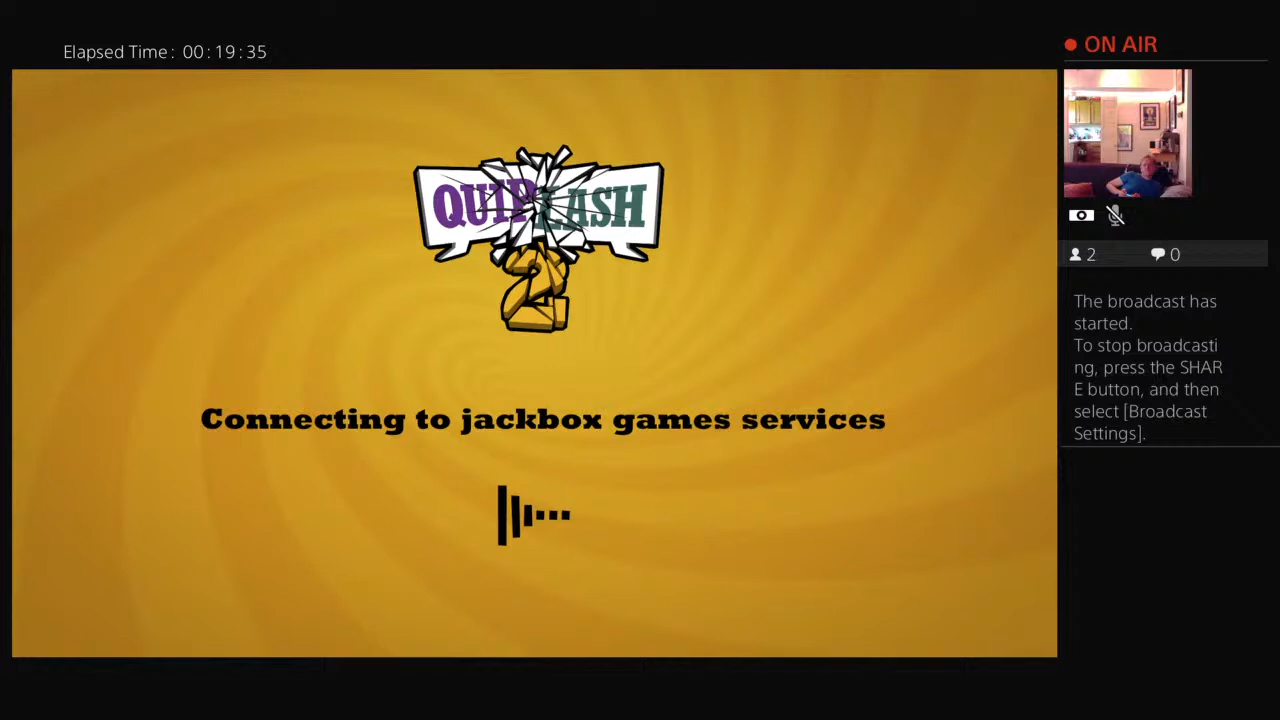 Elapsed Time: 00:19:35
ON AIR
QUIPLASH
2
2
0
The broadcast has
started.
To stop broadcasti
ng, press the SHAR
E button, and then
select [Broadcast
Settings].
Connecting to jackbox games services